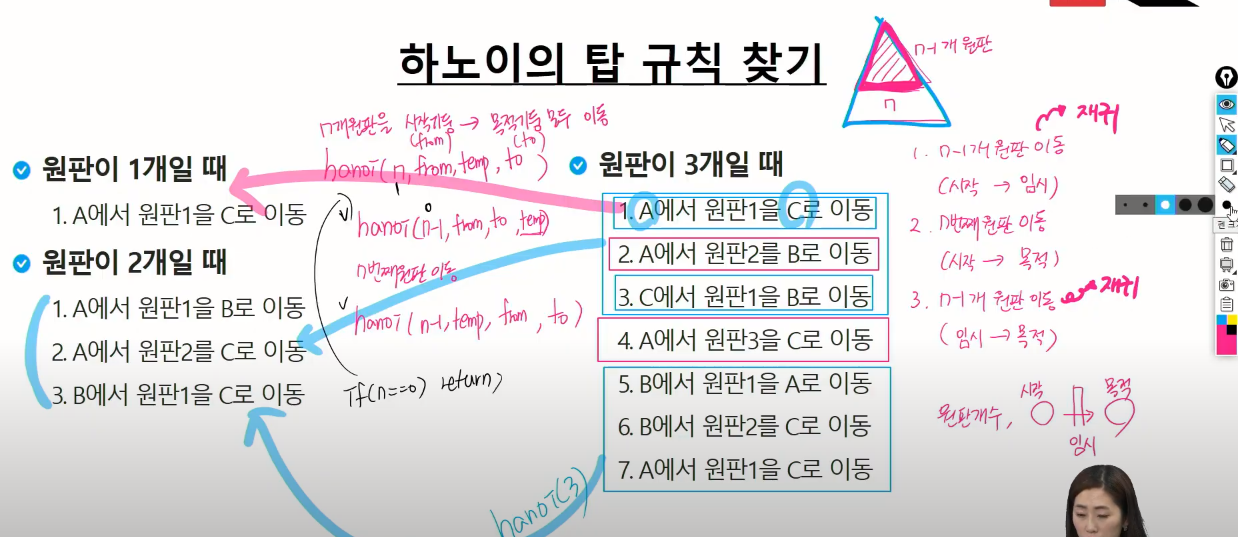 하노이의 탑 규칙 찾기
n-1개 원판
n
n개원판을 시작기둥 → 목적기둥 모두 이동
(from) (to)
hanoi(n, from, temp, to)
1
0
hanoi(n-1, from, to, temp)
n번째원판 이동
hanoi(n-1, temp, from, to)
if(n==0) return;
원판이 1개일 때
1. A에서 원판1을 C로 이동
원판이 2개일 때
1. A에서 원판1을 B로 이동
2. A에서 원판2를 C로 이동
3. B에서 원판1을 C로 이동
원판이 3개일 때
1. A에서 원판1을 C로 이동
2. A에서 원판2를 B로 이동
3. C에서 원판1을 B로 이동
4. A에서 원판3을 C로 이동
5. B에서 원판1을 A로 이동
6. B에서 원판2를 C로 이동
7. A에서 원판1을 C로 이동
hanoi(3)
재귀
1. n-1개 원판 이동
(시작 → 임시)
2. n번째 원판 이동
(시작 → 목적)
3. n-1개 원판 이동 재귀
(임시 → 목적)
시작 목적
원판개수,
임시